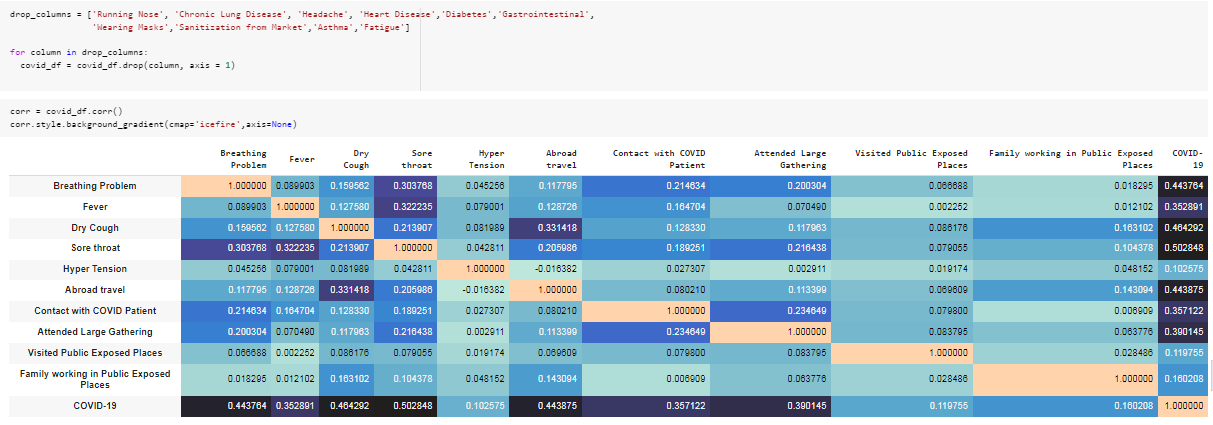 drop_columns = ['Running Nose', 'Chronic Lung Disease', 'Headache', 'Heart Disease','Diabetes','Gastrointestinal',
'Wearing Masks','Sanitization from Market','Asthma','Fatigue']
for column in drop_columns:
covid_df = covid_df.drop(column, axis = 1)
corr = covid_df.corr()
corr.style.background_gradient(cmap='icefire',axis=None)
Breathing Problem Fever Dry Cough Sore throat Hyper Tension Abroad travel Contact with COVID Patient Attended Large Gathering Visited Public Exposed Places Family working in Public Exposed Places COVID-19
Breathing Problem 1.000000 0.089903 0.159562 0.303768 0.045256 0.117795 0.214634 0.200304 0.066688 0.018295 0.443764
Fever 0.089903 1.000000 0.127580 0.322235 0.079001 0.128726 0.164704 0.070490 0.002252 0.012102 0.352891
Dry Cough 0.159562 0.127580 1.000000 0.213907 0.081989 0.331418 0.128330 0.117963 0.086176 0.163102 0.464292
Sore throat 0.303768 0.322235 0.213907 1.000000 0.042811 0.205986 0.189251 0.216438 0.079055 0.104378 0.502848
Hyper Tension 0.045256 0.079001 0.081989 0.042811 1.000000 -0.016382 0.027307 0.002911 0.019174 0.048152 0.102575
Abroad travel 0.117795 0.128726 0.331418 0.205986 -0.016382 1.000000 0.080210 0.113399 0.069609 0.143094 0.443875
Contact with COVID Patient 0.214634 0.164704 0.128330 0.189251 0.027307 0.080210 1.000000 0.234649 0.079800 0.006909 0.357122
Attended Large Gathering 0.200304 0.070490 0.117963 0.216438 0.002911 0.113399 0.234649 1.000000 0.083795 0.063776 0.390145
Visited Public Exposed Places 0.066688 0.002252 0.086176 0.079055 0.019174 0.069609 0.079800 0.083795 1.000000 0.028486 0.119755
Family working in Public Exposed Places 0.018295 0.012102 0.163102 0.104378 0.048152 0.143094 0.006909 0.063776 0.028486 1.000000 0.160208
COVID-19 0.443764 0.352891 0.464292 0.502848 0.102575 0.443875 0.357122 0.390145 0.119755 0.160208 1.000000